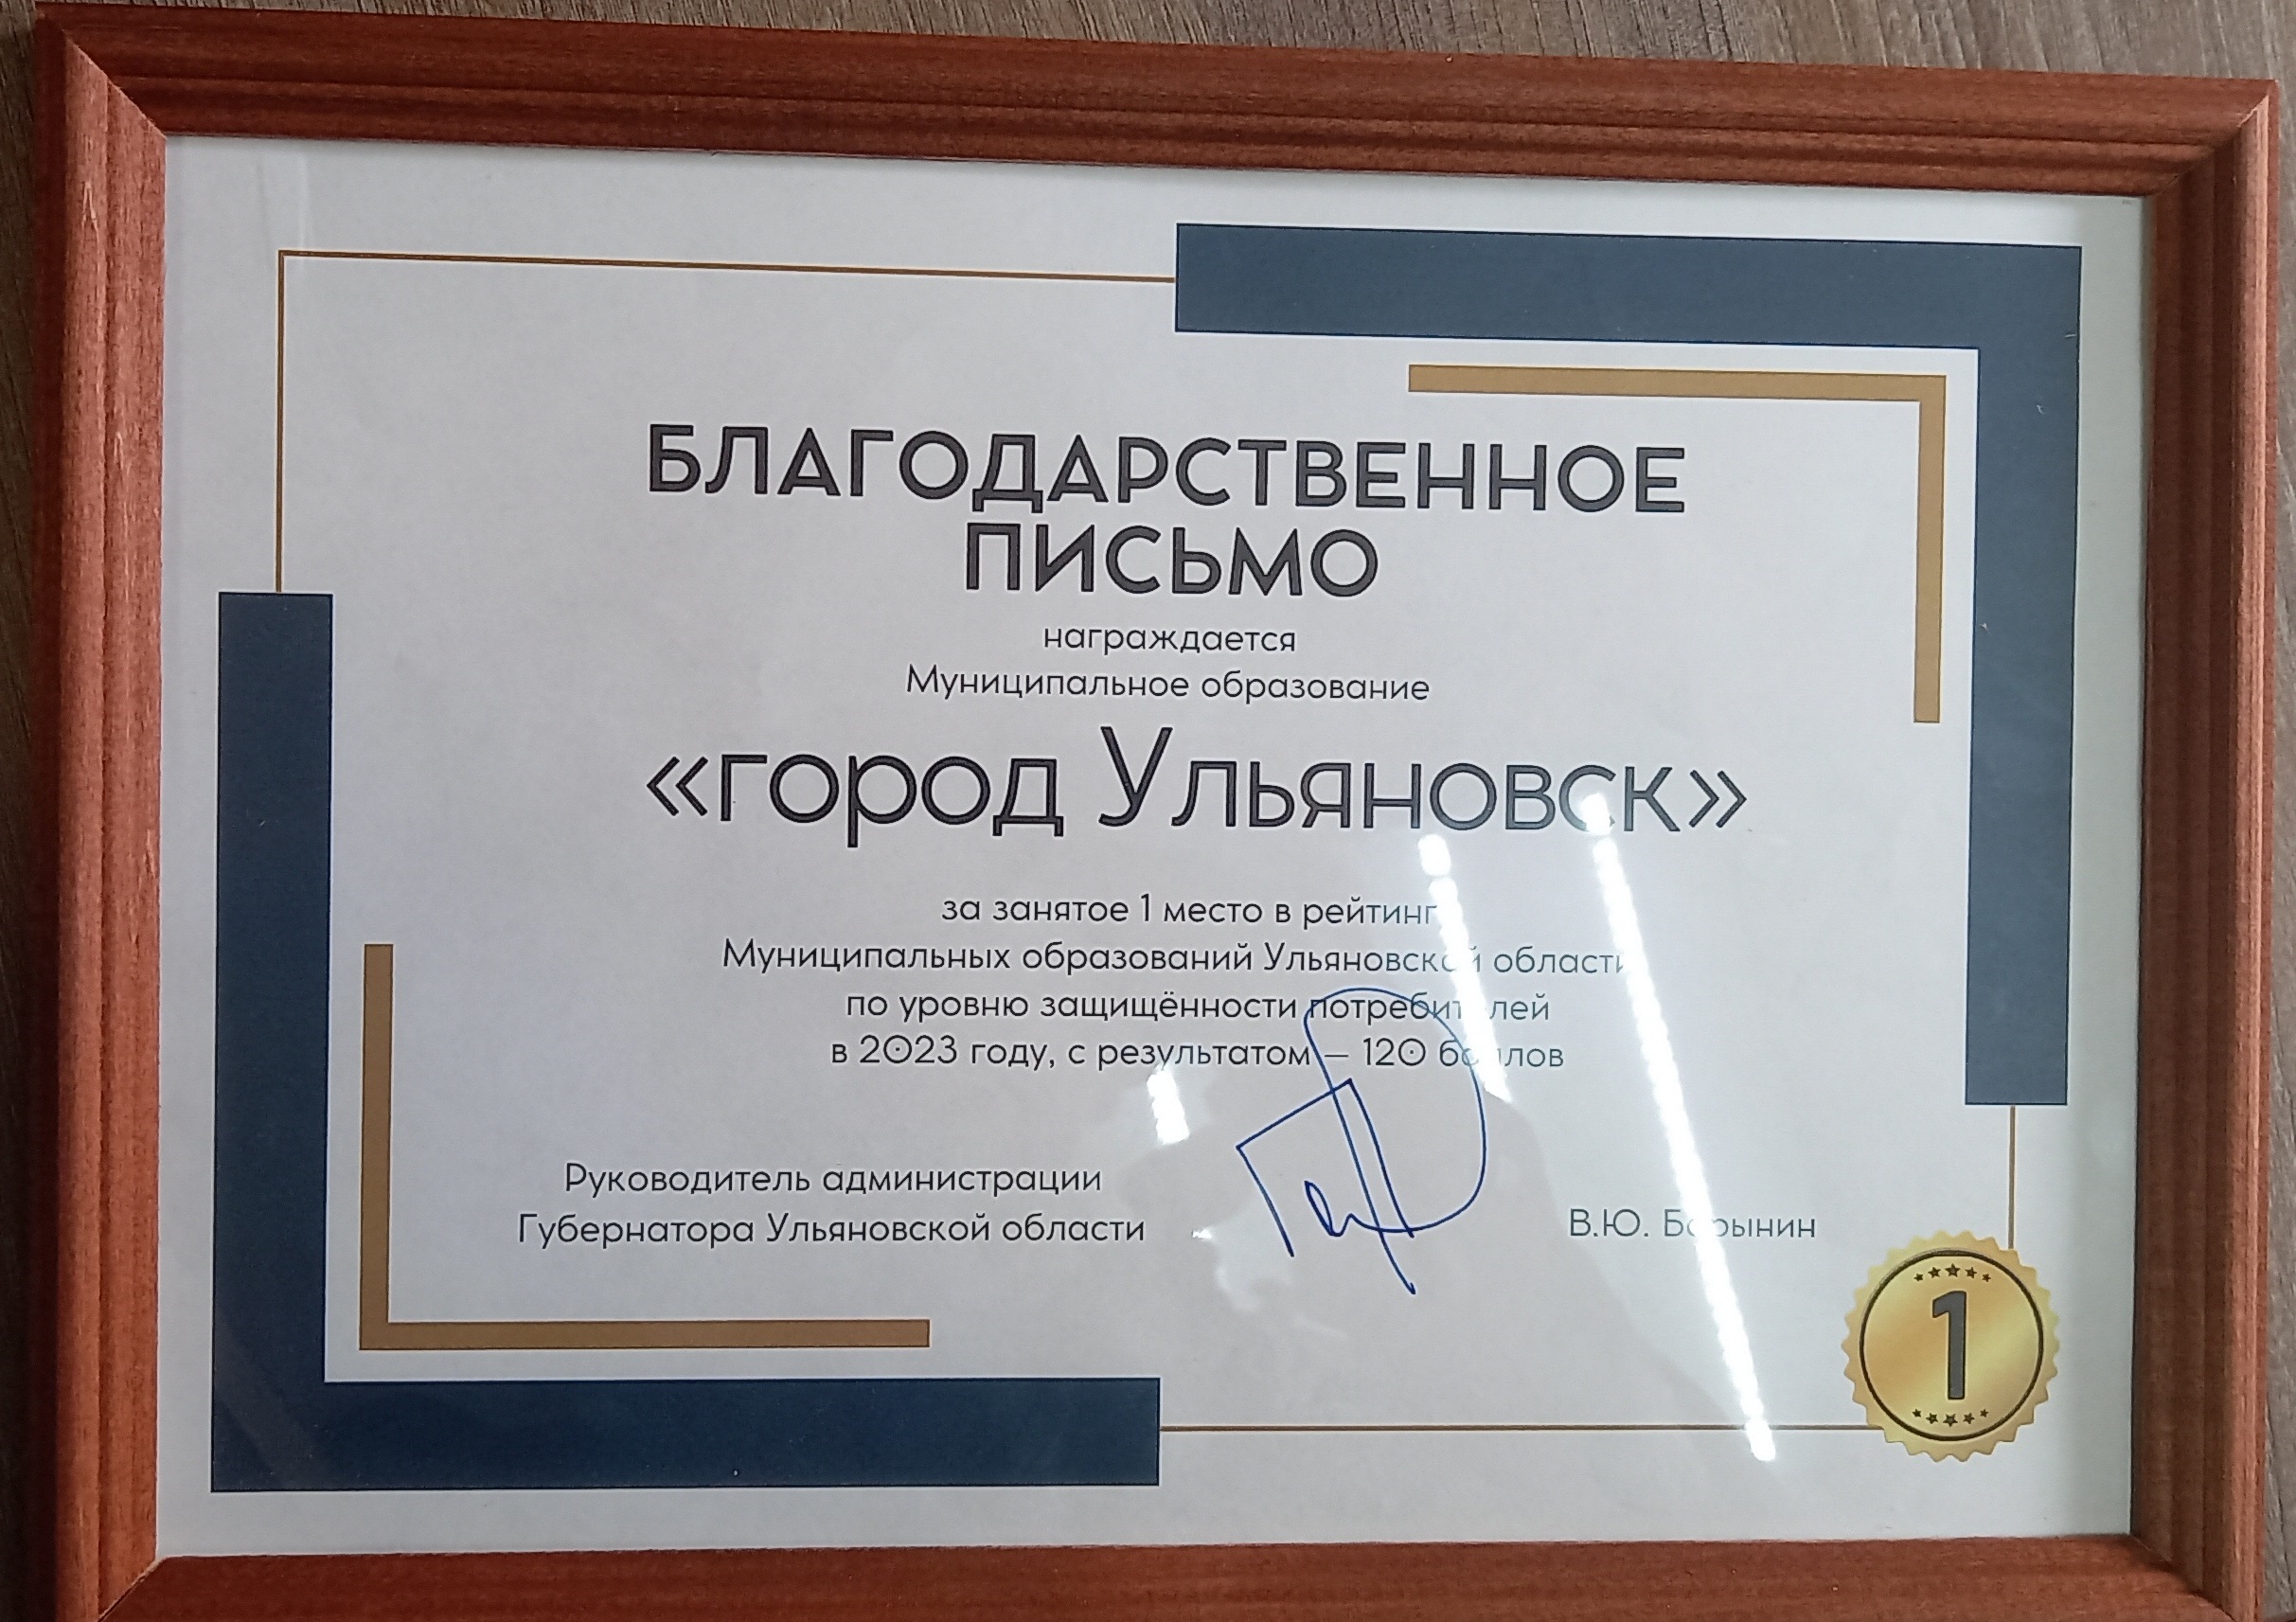 БЛАГОДАРСТВЕННОЕ
ПИСЬМО
награждается
Муниципальное образование
«город Ульяновск»
за занятое 1 место в рейтинг
Муниципальных образований Ульяновской области
по уровню защищённости потребителей
в 2023 году, с результатом – 120 баллов
Руководитель администрации
Губернатора Ульяновской области
В.Ю.
1